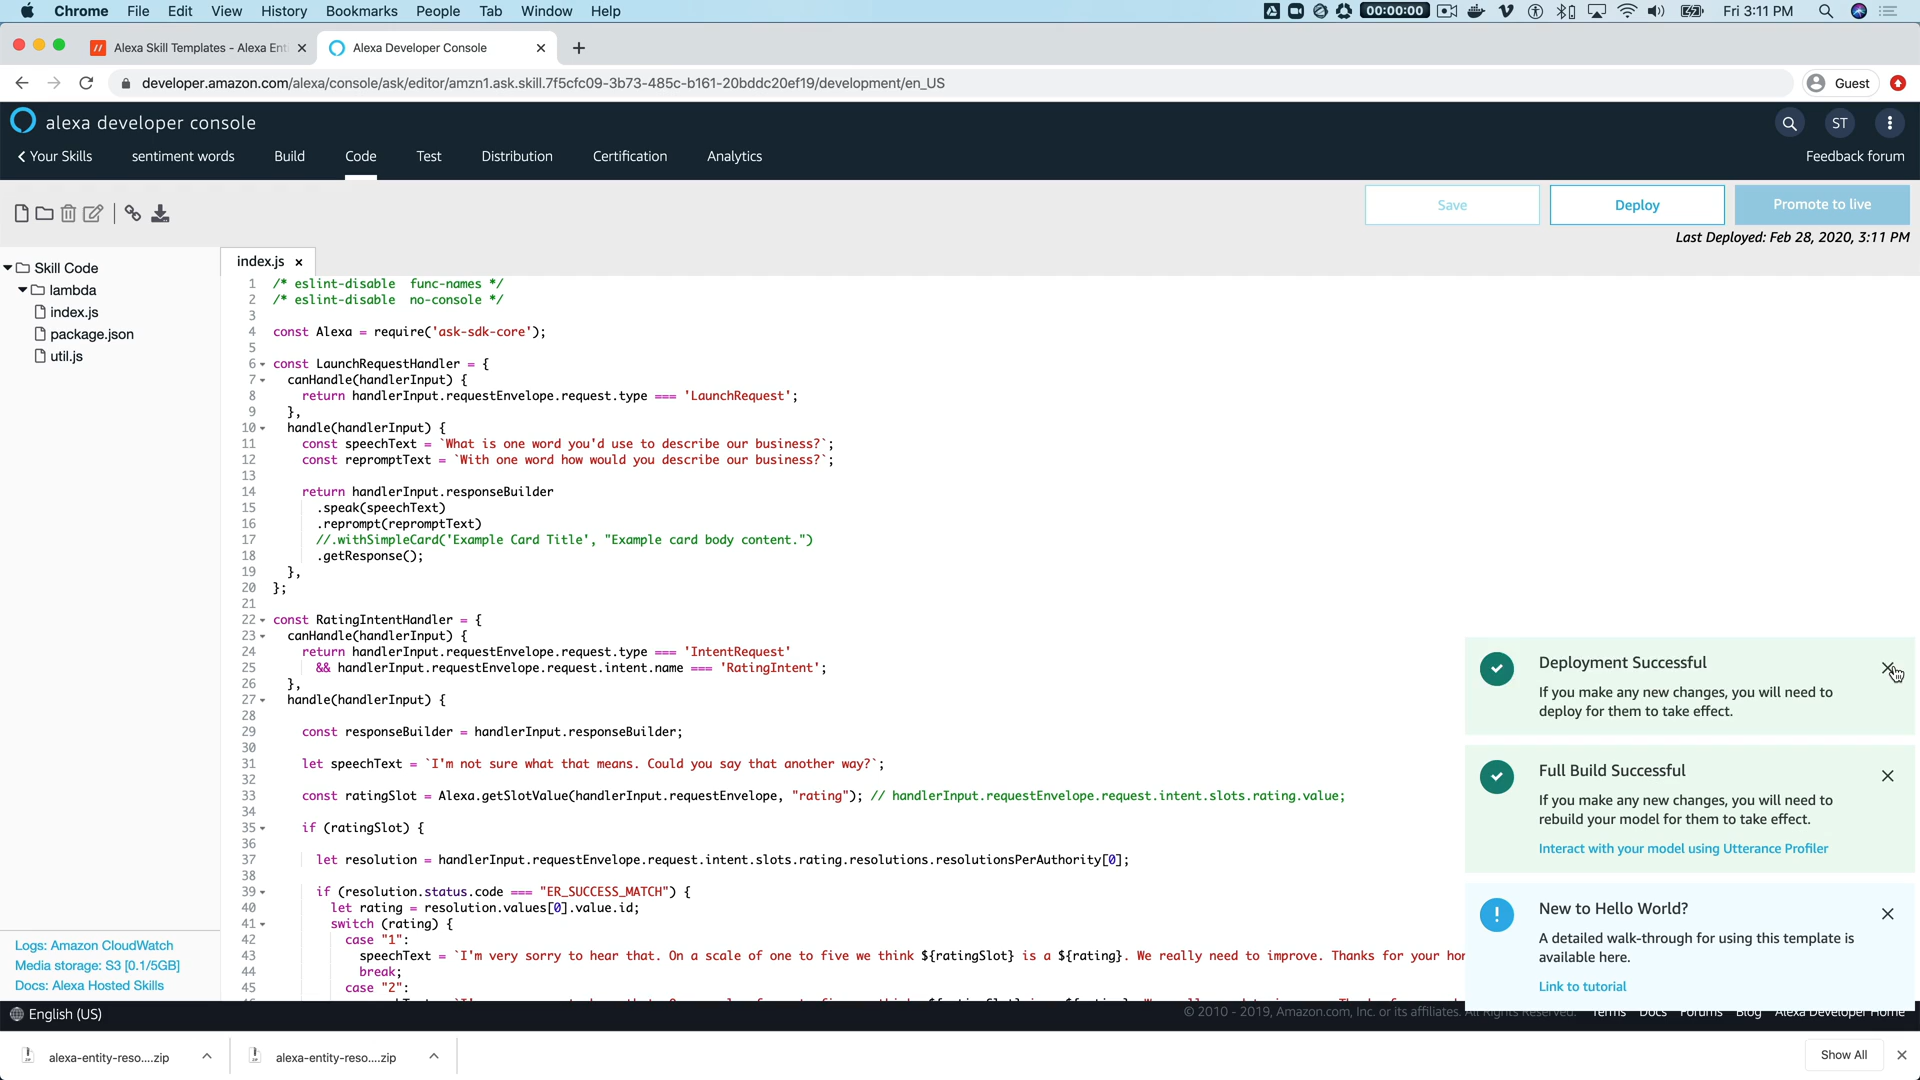 Chrome File Edit View History Bookmarks People Tab Window Help 00:00:00 Fri 3:11 PM
Alexa Skill Templates - Alexa Ent
Alexa Developer Console
developer.amazon.com/alexa/console/ask/editor/amzn1.ask.skill.7f5cfc09-3b73-485c-b161-20bddc20ef19/development/en_US
Guest
alexa developer console
ST
Your Skills sentiment words Build Code Test Distribution Certification Analytics Feedback forum
Save Deploy Promote to live
Last Deployed: Feb 28, 2020, 3:11 PM
Skill Code
lambda
index.js
package.json
util.js
Logs: Amazon CloudWatch
Media storage: S3 [0.1/5GB]
Docs: Alexa Hosted Skills
index.js
1 /* eslint-disable  func-names */
2 /* eslint-disable  no-console */
3
4 const Alexa = require('ask-sdk-core');
5
6 const LaunchRequestHandler = {
7 canHandle(handlerInput) {
8 return handlerInput.requestEnvelope.request.type === 'LaunchRequest';
9 },
10 handle(handlerInput) {
11 const speechText = `What is one word you'd use to describe our business?`;
12 const repromptText = `With one word how would you describe our business?`;
13
14 return handlerInput.responseBuilder
15 .speak(speechText)
16 .reprompt(repromptText)
17 //.withSimpleCard('Example Card Title', "Example card body content.")
18 .getResponse();
19 },
20 };
21
22 const RatingIntentHandler = {
23 canHandle(handlerInput) {
24 return handlerInput.requestEnvelope.request.type === 'IntentRequest'
25 && handlerInput.requestEnvelope.request.intent.name === 'RatingIntent';
26 },
27 handle(handlerInput) {
28
29 const responseBuilder = handlerInput.responseBuilder;
30
31 let speechText = `I'm not sure what that means. Could you say that another way?`;
32
33 const ratingSlot = Alexa.getSlotValue(handlerInput.requestEnvelope, "rating"); // handlerInput.requestEnvelope.request.intent.slots.rating.value;
34
35 if (ratingSlot) {
36
37 let resolution = handlerInput.requestEnvelope.request.intent.slots.rating.resolutions.resolutionsPerAuthority[0];
38
39 if (resolution.status.code === "ER_SUCCESS_MATCH") {
40 let rating = resolution.values[0].value.id;
41 switch (rating) {
42 case "1":
43 speechText = `I'm very sorry to hear that. On a scale of one to five we think ${ratingSlot} is a ${rating}. We really need to improve. Thanks for your hon
44 break;
45 case "2":
Deployment Successful
If you make any new changes, you will need to
deploy for them to take effect.
Full Build Successful
If you make any new changes, you will need to
rebuild your model for them to take effect.
Interact with your model using Utterance Profiler
New to Hello World?
A detailed walk-through for using this template is
available here.
Link to tutorial
English (US)
© 2010 - 2019, Amazon.com, Inc. or its affiliates. All Rights Reserved. Terms Docs Forums Blog Alexa Developer Home
alexa-entity-reso....zip
alexa-entity-reso....zip
Show All